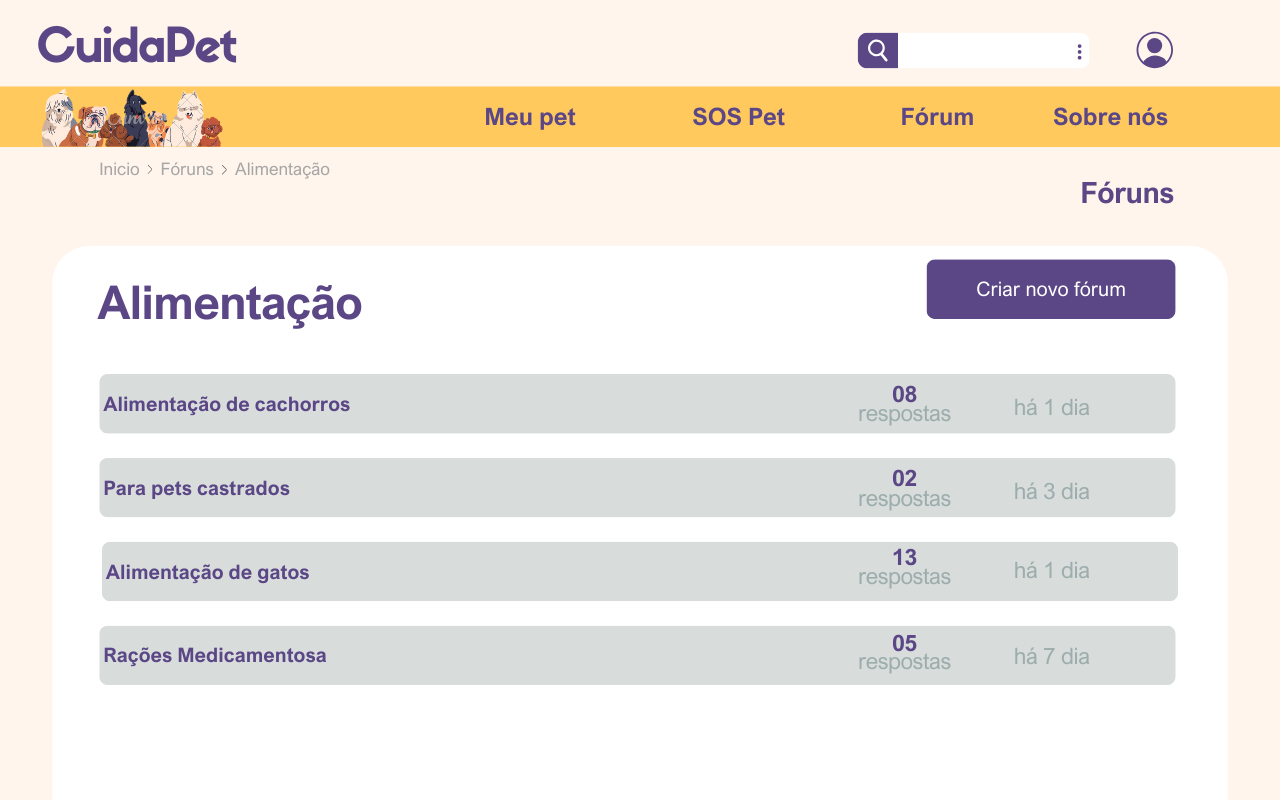 CuidaPet
Meu pet SOS Pet Fórum Sobre nós
Inicio > Fóruns > Alimentação
Fóruns
Alimentação
Criar novo fórum
Alimentação de cachorros
08
respostas
há 1 dia
Para pets castrados
02
respostas
há 3 dia
Alimentação de gatos
13
respostas
há 1 dia
Rações Medicamentosa
05
respostas
há 7 dia